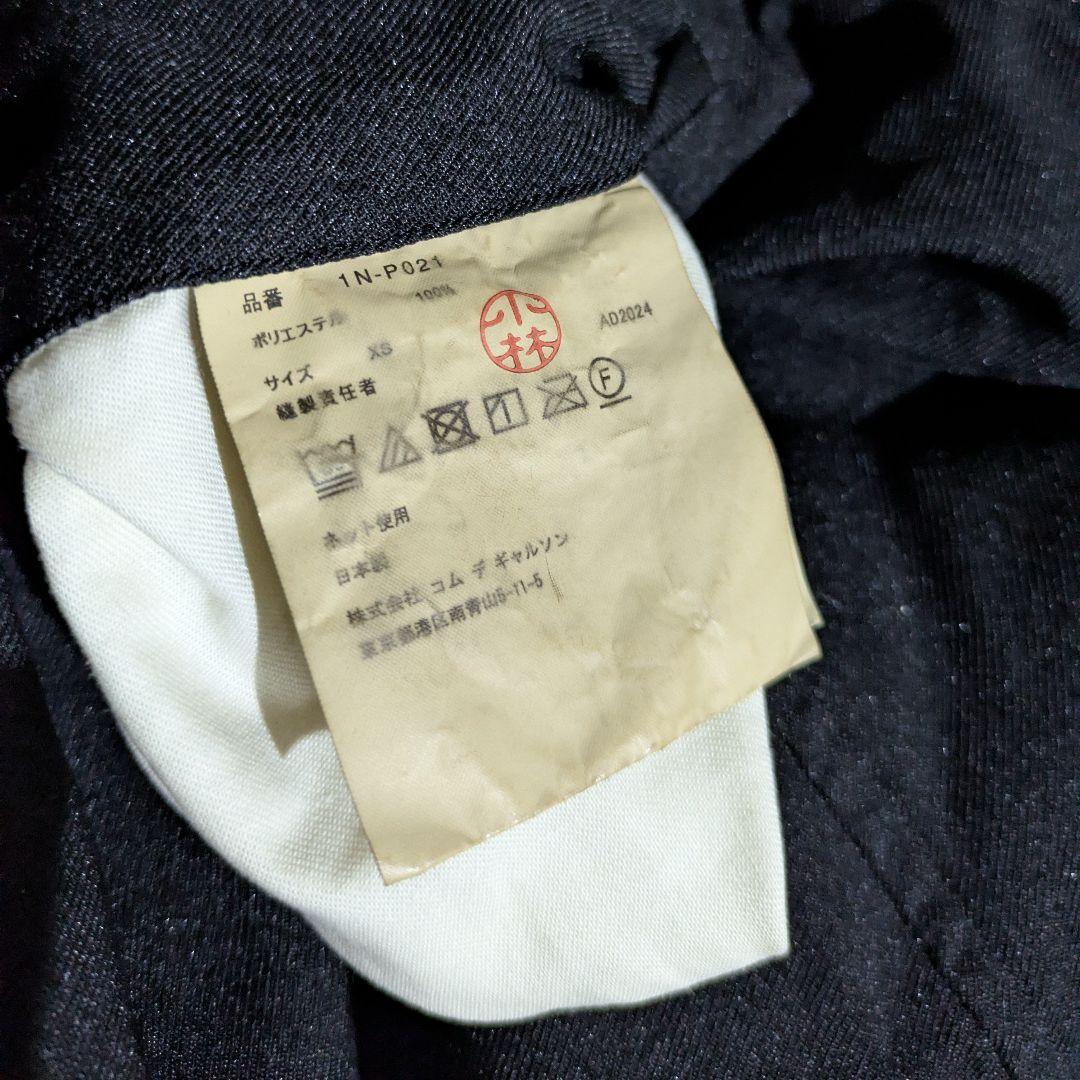 品番 1N-P021
ポリエステル 100%
サイズ XS AD2024
縫製責任者 小林
F
ネット使用
日本製
株式会社 コム デ ギャルソン
東京都港区南青山5-11-5